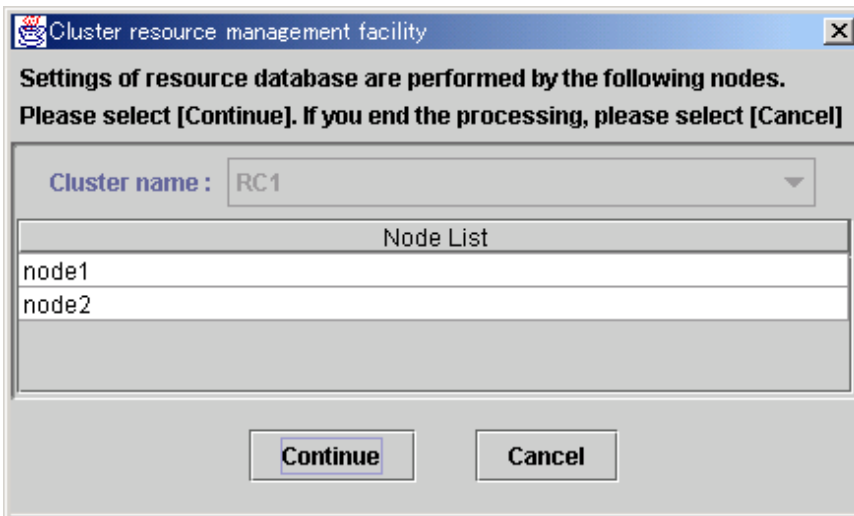 Cluster resource management facility
Settings of resource database are performed by the following nodes.
Please select [Continue]. If you end the processing, please select [Cancel]
Cluster name : RC1
Node List
node1
node2
Continue Cancel